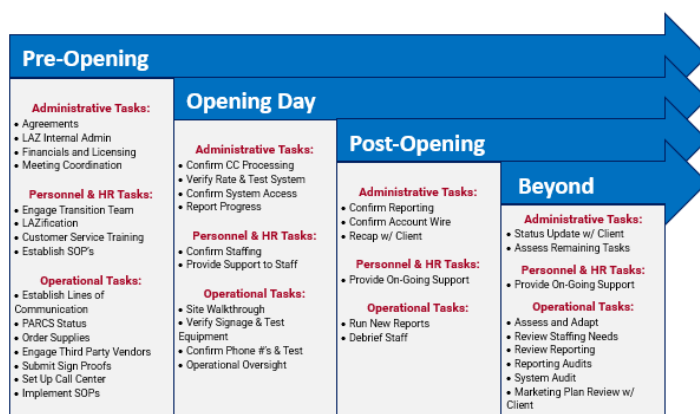 Pre-Opening
Administrative Tasks:
• Agreements
• LAZ Internal Admin
• Financials and Licensing
• Meeting Coordination
Personnel & HR Tasks:
• Engage Transition Team
• LAZification
• Customer Service Training
• Establish SOP's
Operational Tasks:
• Establish Lines of
Communication
• PARCS Status
• Order Supplies
• Engage Third Party Vendors
• Submit Sign Proofs
• Set Up Call Center
• Implement SOPs
Opening Day
Administrative Tasks:
• Confirm CC Processing
• Verify Rate & Test System
• Confirm System Access
• Report Progress
Personnel & HR Tasks:
• Confirm Staffing
• Provide Support to Staff
Operational Tasks:
• Site Walkthrough
• Verify Signage & Test
Equipment
• Confirm Phone #'s & Test
• Operational Oversight
Post-Opening
Administrative Tasks:
• Confirm Reporting
• Confirm Account Wire
• Recap w/ Client
Personnel & HR Tasks:
• Provide On-Going Support
Operational Tasks:
• Run New Reports
• Debrief Staff
Beyond
Administrative Tasks:
• Status Update w/ Client
• Assess Remaining Tasks
Personnel & HR Tasks:
• Provide On-Going Support
Operational Tasks:
• Assess and Adapt
• Review Staffing Needs
• Review Reporting
• Reporting Audits
• System Audit
• Marketing Plan Review w/
Client